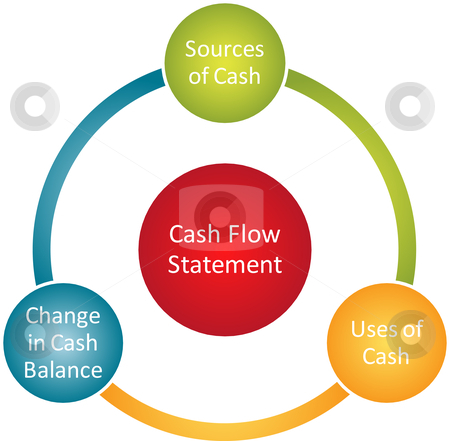 Sources
of Cash
Cash Flow
Statement
Change
in Cash
Balance
Uses of
Cash